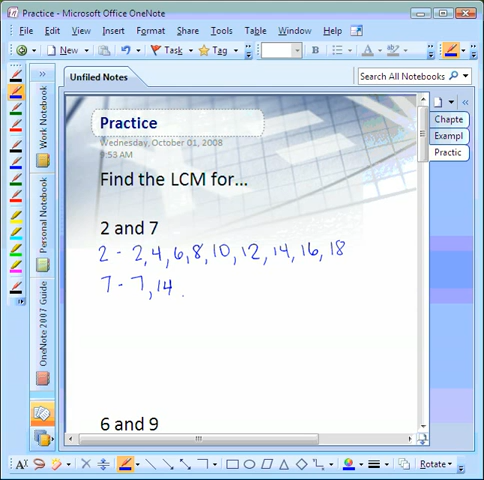 Practice - Microsoft Office OneNote
File Edit View Insert Format Tools Table Window
New Task Tag B
Unfiled Notes
Search All Notebooks
Work Notebook
Personal Notebook
OneNote 2007 Guide
Chapte
Exampl
Practic
Practice
Wednesday, October 01, 2008
9:53 AM
Find the LCM for...
2 and 7
2 - 2, 4, 6, 8, 10, 12, 14, 16, 18
7 - 7, 14
6 and 9
Rotate